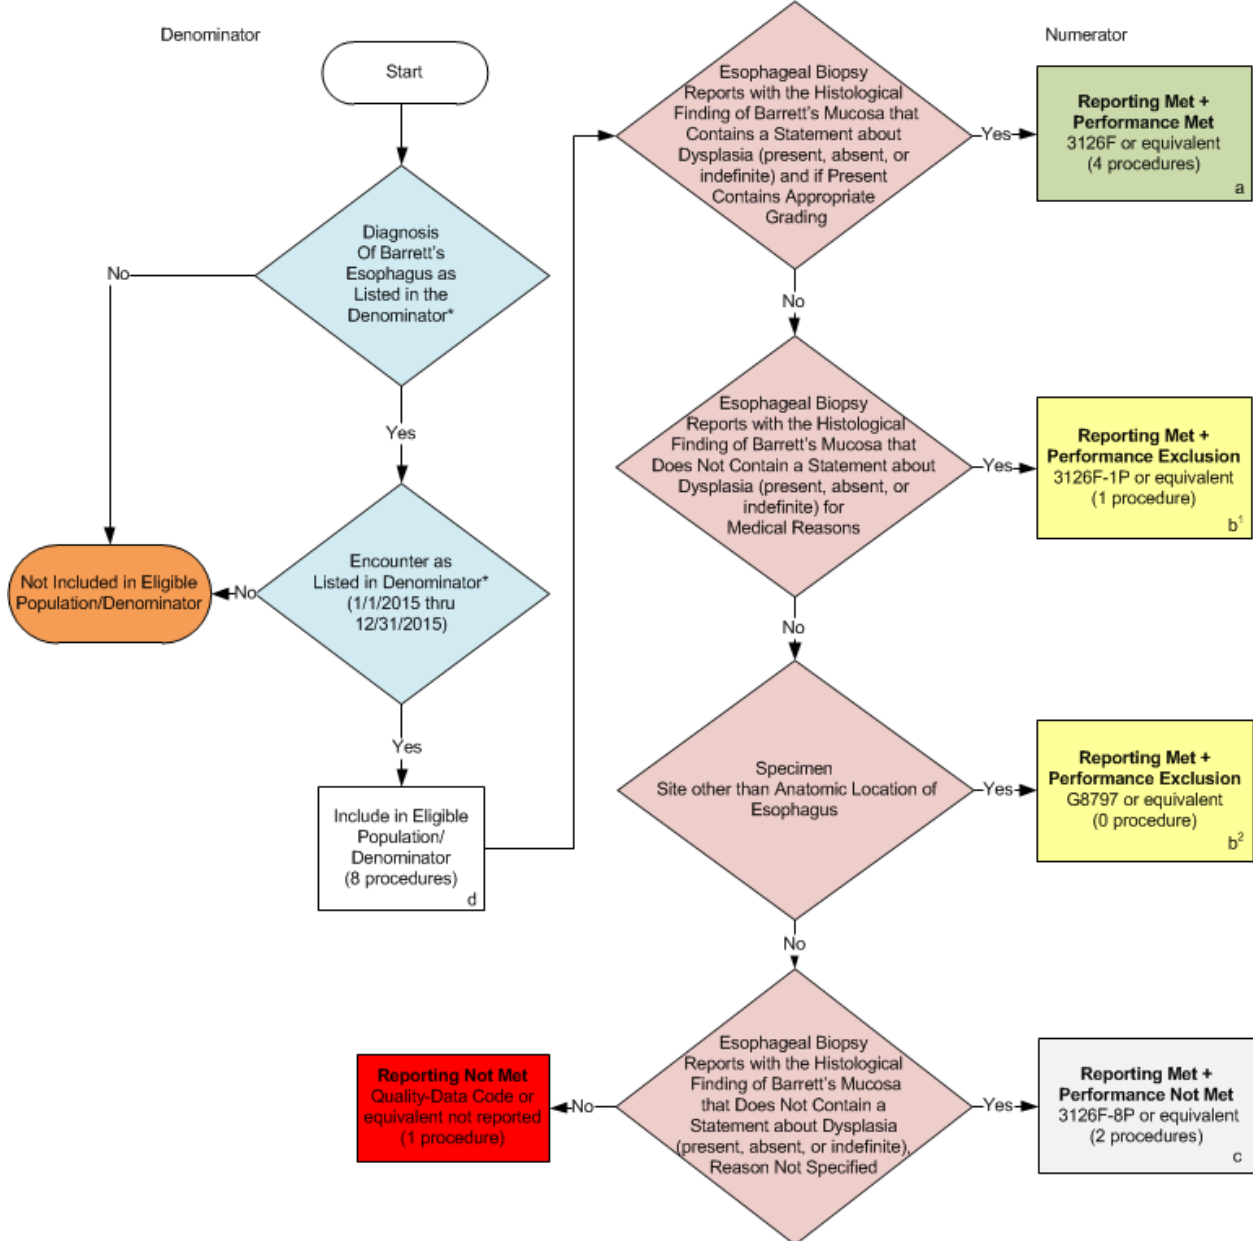 Denominator
Numerator
Start
Diagnosis
Of Barrett's
Esophagus as
Listed in the
Denominator*
No
Yes
Encounter as
Listed in Denominator*
(1/1/2015 thru
12/31/2015)
No
Not Included in Eligible
Population/Denominator
Yes
Include in Eligible
Population/
Denominator
(8 procedures)
d
Esophageal Biopsy
Reports with the Histological
Finding of Barrett's Mucosa that
Contains a Statement about
Dysplasia (present, absent, or
indefinite) and if Present
Contains Appropriate
Grading
Yes
Reporting Met +
Performance Met
3126F or equivalent
(4 procedures)
a
No
Esophageal Biopsy
Reports with the Histological
Finding of Barrett's Mucosa that
Does Not Contain a Statement about
Dysplasia (present, absent, or
indefinite) for
Medical Reasons
Yes
Reporting Met +
Performance Exclusion
3126F-1P or equivalent
(1 procedure)
b¹
No
Specimen
Site other than Anatomic Location of
Esophagus
Yes
Reporting Met +
Performance Exclusion
G8797 or equivalent
(0 procedure)
b²
No
Esophageal Biopsy
Reports with the Histological
Finding of Barrett's Mucosa
that Does Not Contain a
Statement about Dysplasia
(present, absent, or indefinite),
Reason Not Specified
Yes
Reporting Met +
Performance Not Met
3126F-8P or equivalent
(2 procedures)
c
No
Reporting Not Met
Quality-Data Code or
equivalent not reported
(1 procedure)